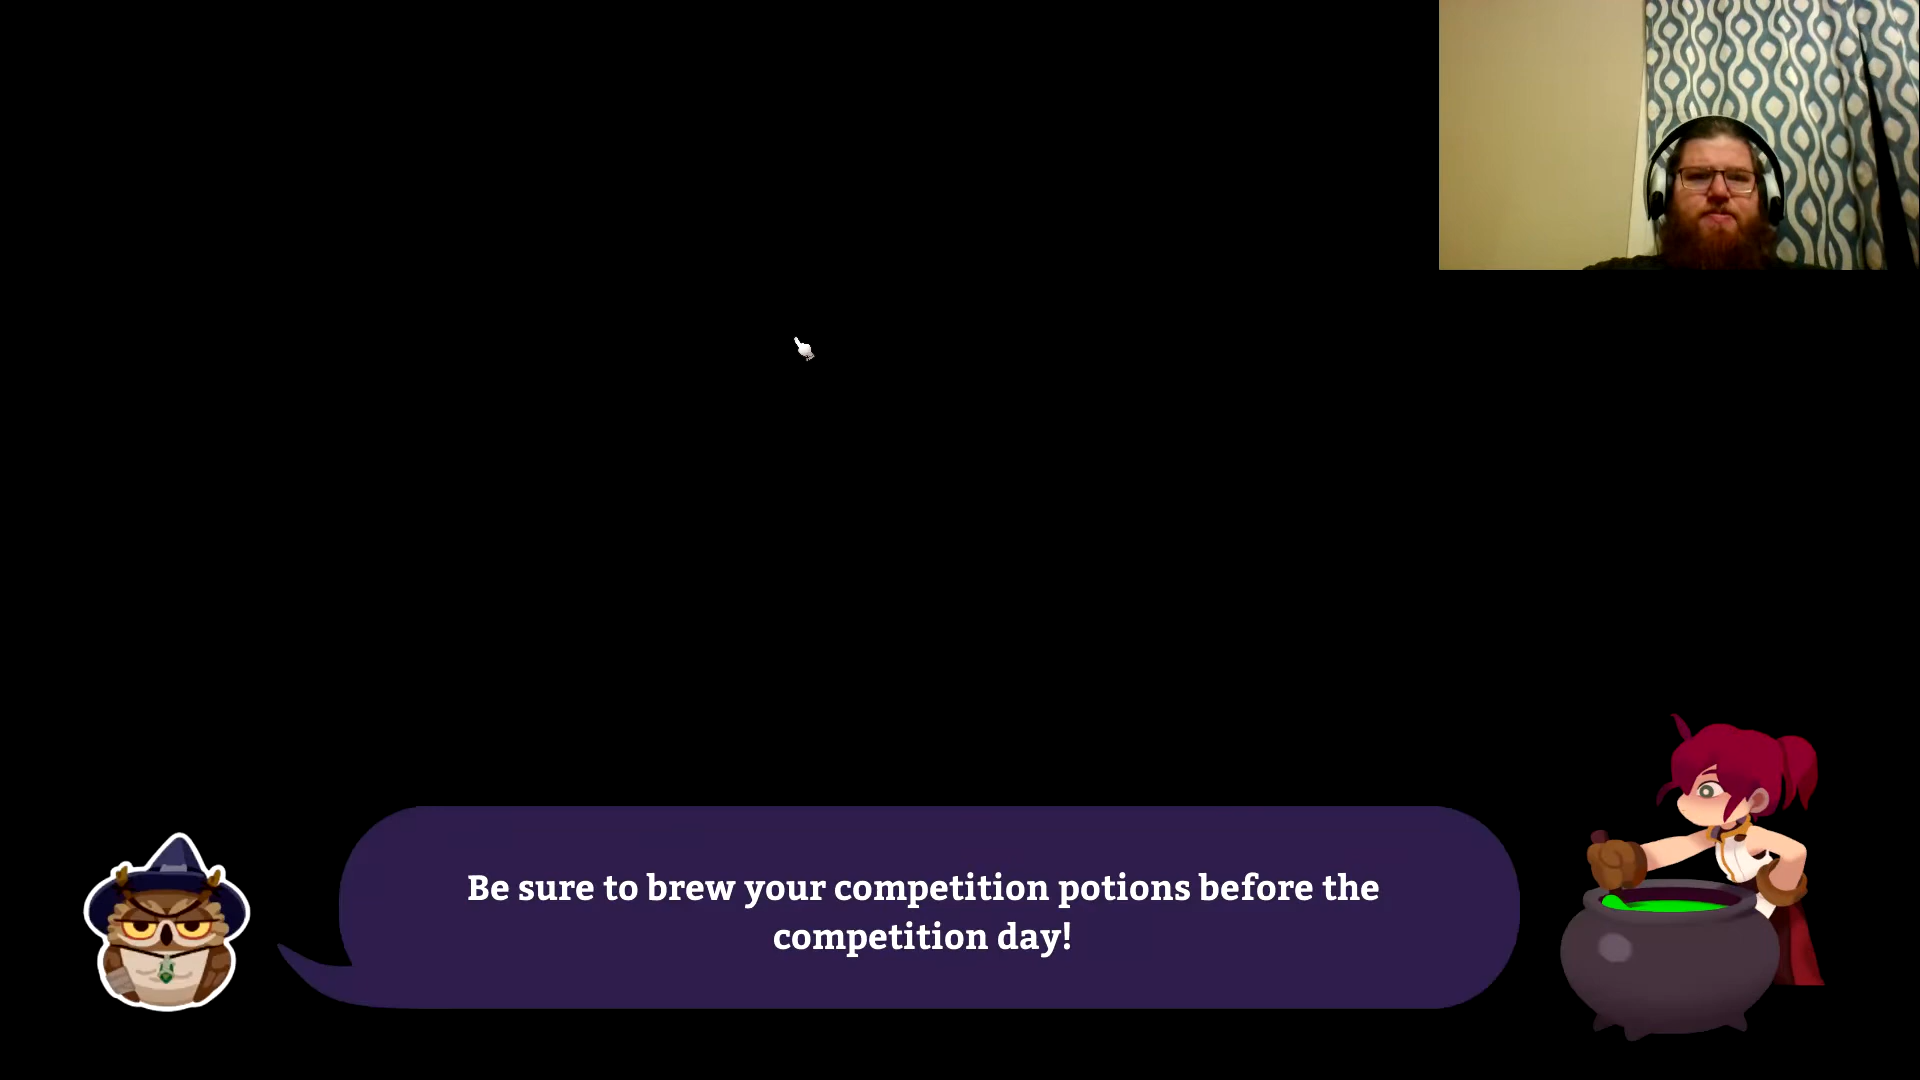 Be sure to brew your competition potions before the
competition day!